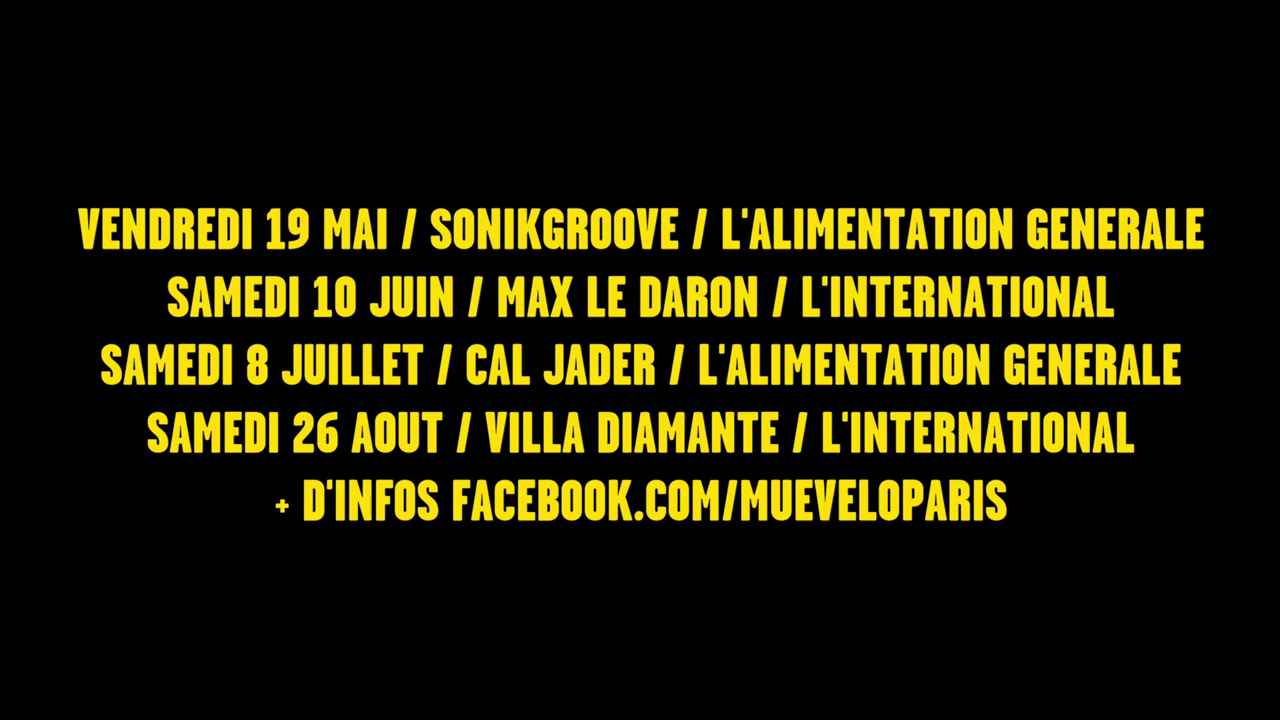 VENDREDI 19 MAI / SONIKGROOVE / L'ALIMENTATION GENERALE
SAMEDI 10 JUIN / MAX LE DARON / L'INTERNATIONAL
SAMEDI 8 JUILLET / CAL JADER / L'ALIMENTATION GENERALE
SAMEDI 26 AOUT / VILLA DIAMANTE / L'INTERNATIONAL
+ D'INFOS FACEBOOK.COM/MUEVELOPARIS